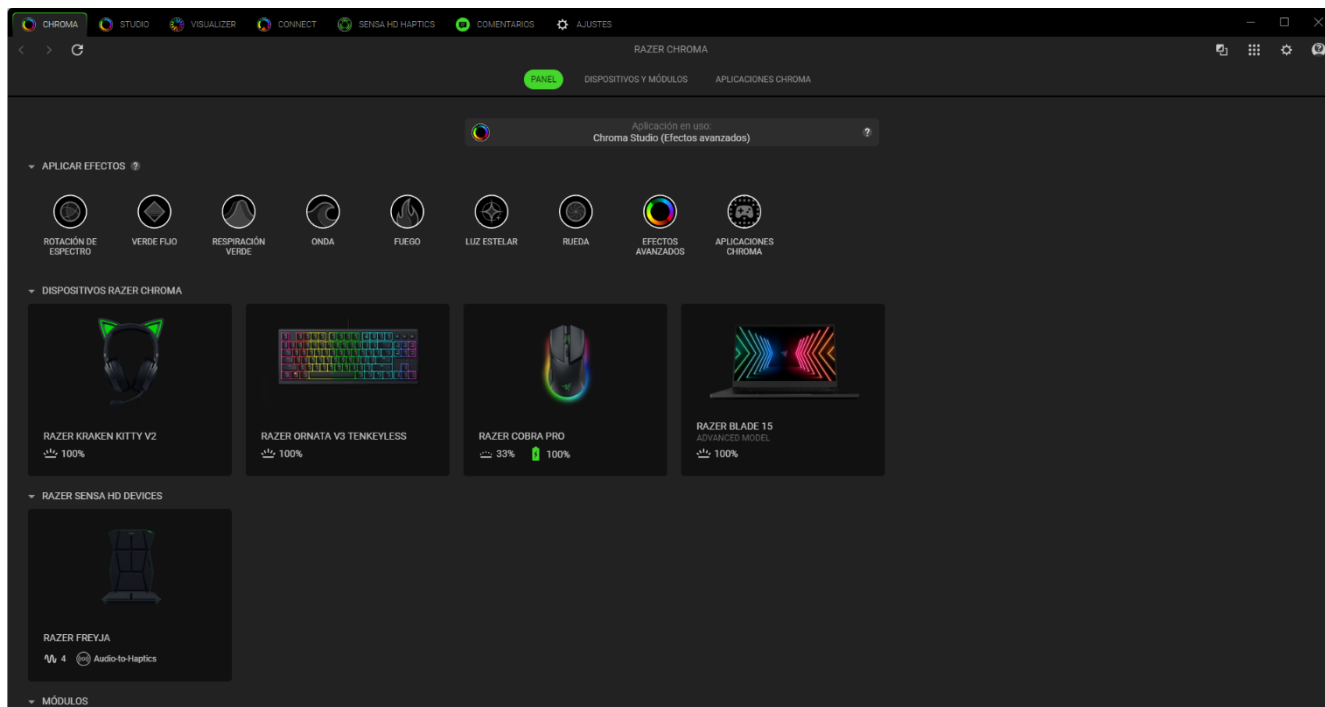 CHROMA
STUDIO
VISUALIZER
CONNECT
SENSA HD HAPTICS
COMENTARIOS
AJUSTES
RAZER CHROMA
PANEL
DISPOSITIVOS Y MÓDULOS
APLICACIONES CHROMA
Aplicación en uso:
Chroma Studio (Efectos avanzados)
?
APLICAR EFECTOS ?
ROTACIÓN DE
ESPECTRO
VERDE FIJO
RESPIRACIÓN
VERDE
ONDA
FUEGO
LUZ ESTELAR
RUEDA
EFECTOS
AVANZADOS
APLICACIONES
CHROMA
DISPOSITIVOS RAZER CHROMA
RAZER KRAKEN KITTY V2
100%
RAZER ORNATA V3 TENKEYLESS
100%
RAZER COBRA PRO
33% 100%
RAZER BLADE 15
ADVANCED MODEL
100%
RAZER SENSA HD DEVICES
RAZER FREYJA
4 Audio-to-Haptics
MÓDULOS